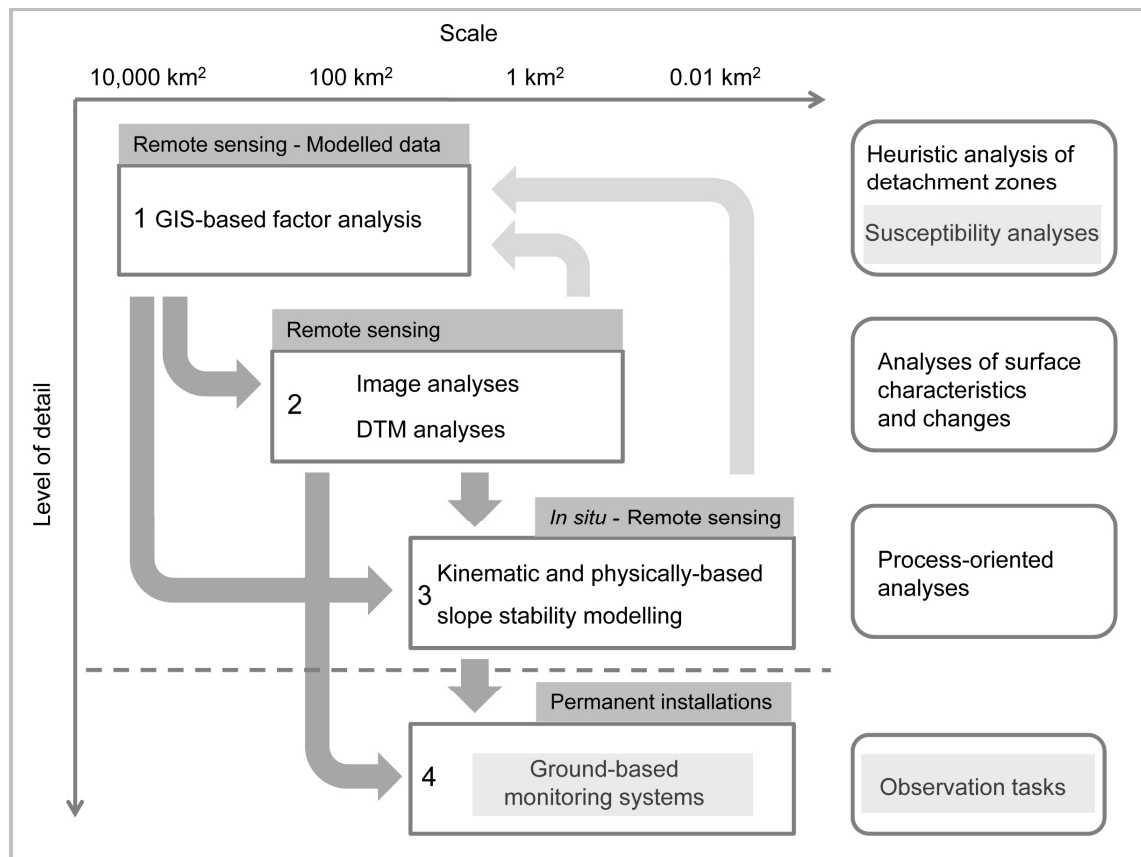 Scale
10,000 km² 100 km² 1 km² 0.01 km²
Level of detail
Remote sensing - Modelled data
1 GIS-based factor analysis
Heuristic analysis of
detachment zones
Susceptibility analyses
Remote sensing
2
Image analyses
DTM analyses
Analyses of surface
characteristics
and changes
In situ - Remote sensing
3
Kinematic and physically-based
slope stability modelling
Process-oriented
analyses
Permanent installations
4
Ground-based
monitoring systems
Observation tasks